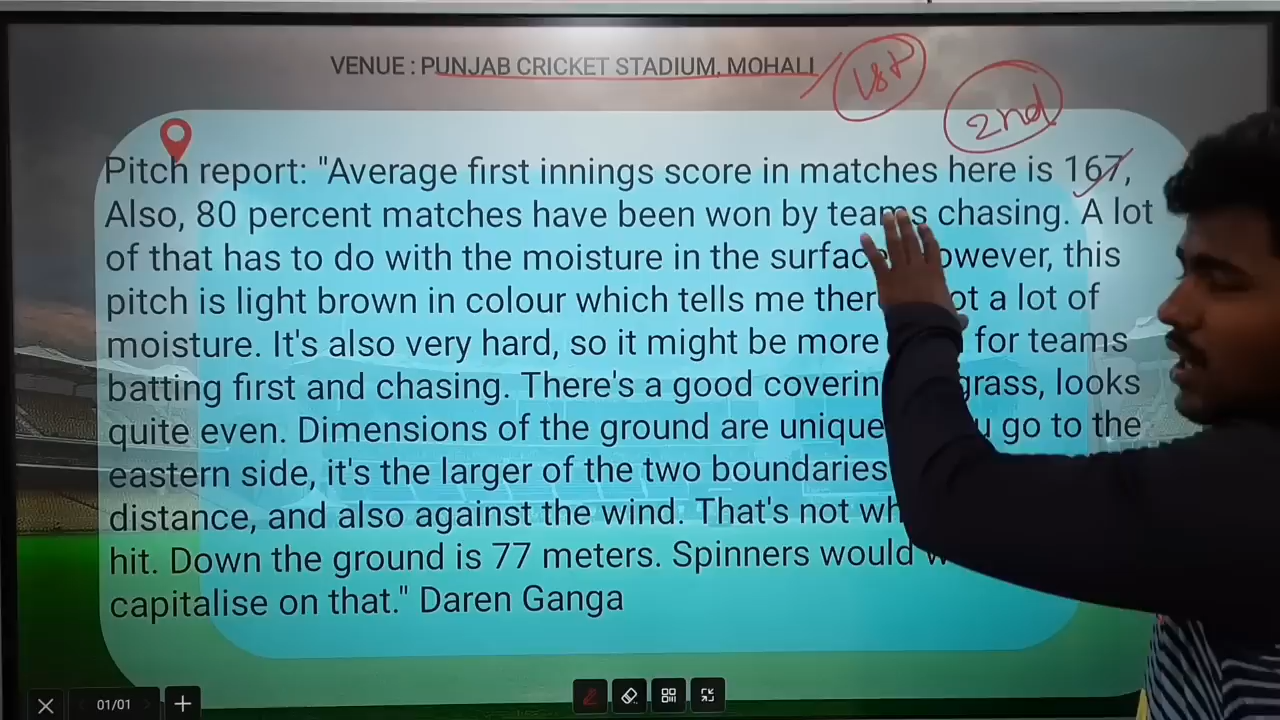 VENUE : PUNJAB CRICKET STADIUM, MOHALI
1st
2nd
Pitch report: "Average first innings score in matches here is 167,
Also, 80 percent matches have been won by teams chasing. A lot
of that has to do with the moisture in the surface However, this
pitch is light brown in colour which tells me not a lot of
moisture. It's also very hard, so it might be more for teams
batting first and chasing. There's a good covering grass, looks
quite even. Dimensions of the ground are unique go to the
eastern side, it's the larger of the two boundaries
distance, and also against the wind. That's not
hit. Down the ground is 77 meters. Spinners would
capitalise on that." Daren Ganga
01/01